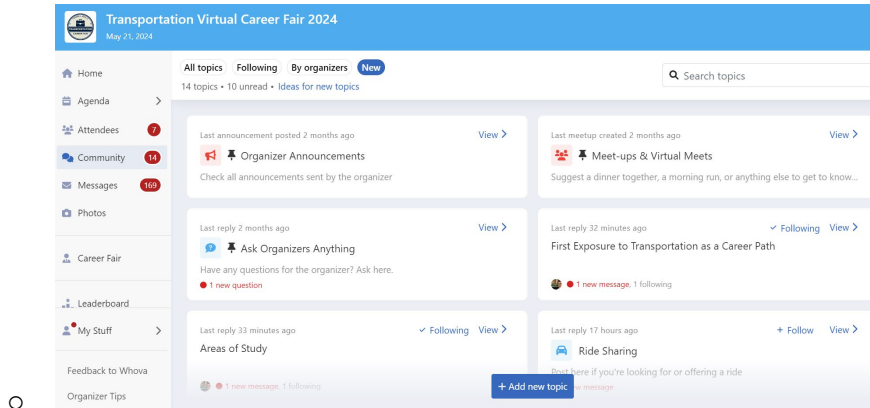 Transportation Virtual Career Fair 2024
May 21, 2024
Home
Agenda
Attendees 7
Community 14
Messages 169
Photos
Career Fair
Leaderboard
My Stuff
Feedback to Whova
Organizer Tips
All topics Following By organizers New
14 topics • 10 unread • Ideas for new topics
Search topics
Last announcement posted 2 months ago View
Organizer Announcements
Check all announcements sent by the organizer
Last meetup created 2 months ago View
Meet-ups & Virtual Meets
Suggest a dinner together, a morning run, or anything else to get to know...
Last reply 2 months ago View
Ask Organizers Anything
Have any questions for the organizer? Ask here.
1 new question
Last reply 32 minutes ago Following View
First Exposure to Transportation as a Career Path
1 new message, 1 following
Last reply 33 minutes ago Following View
Areas of Study
1 new message, 1 following
Last reply 17 hours ago + Follow View
Ride Sharing
Post here if you're looking for or offering a ride
message
+ Add new topic